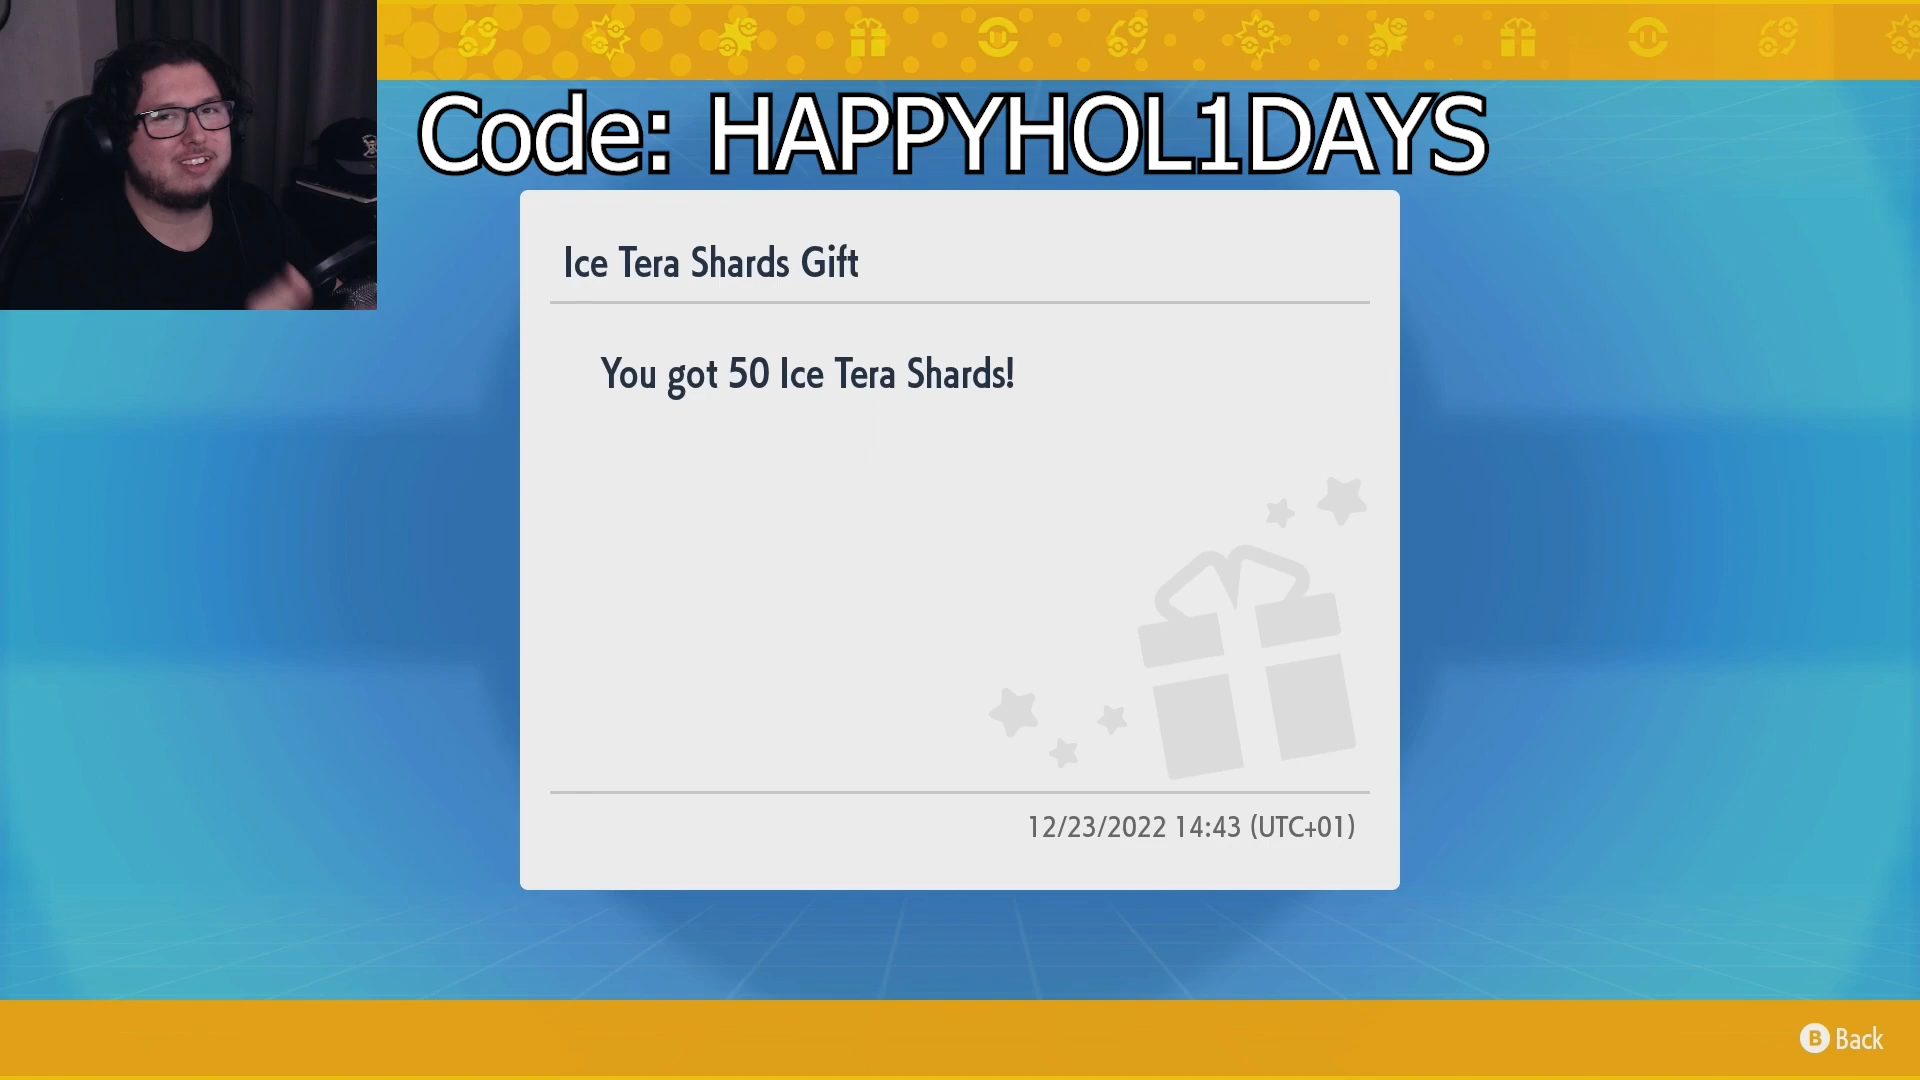 Code: HAPPYHOL1DAYS
Ice Tera Shards Gift
You got 50 Ice Tera Shards!
12/23/2022 14:43 (UTC+01)
B Back